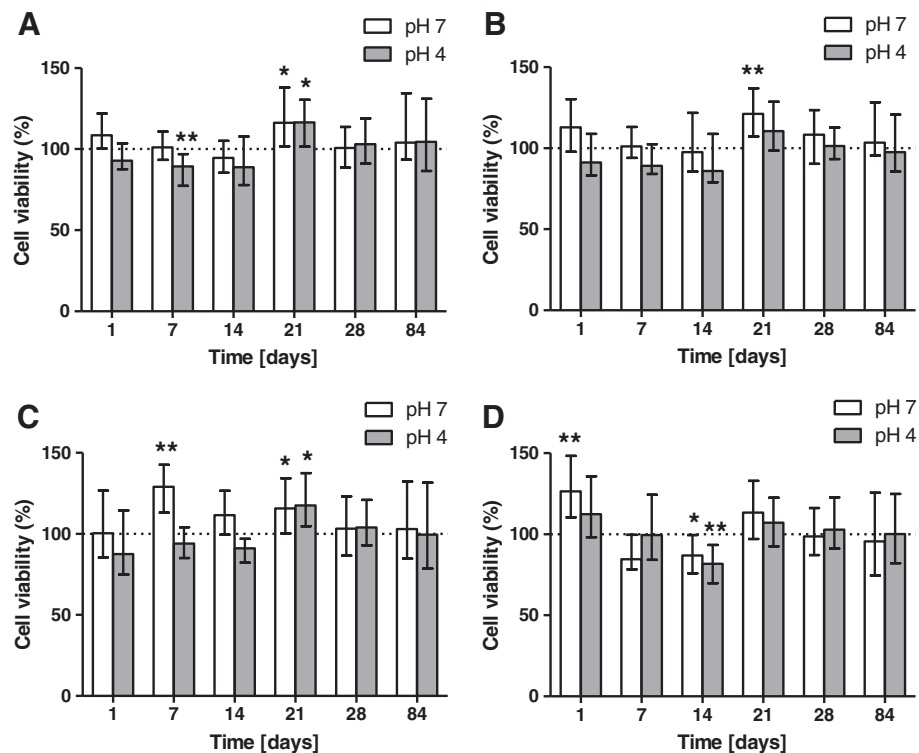 A
pH 7
pH 4
Cell viability (%)
150
100
50
0
* *
**
1 7 14 21 28 84
Time [days]
B
pH 7
pH 4
Cell viability (%)
150
100
50
0
**
1 7 14 21 28 84
Time [days]
C
pH 7
pH 4
Cell viability (%)
150
100
50
0
** * *
1 7 14 21 28 84
Time [days]
D
pH 7
pH 4
Cell viability (%)
150
100
50
0
**
* **
1 7 14 21 28 84
Time [days]